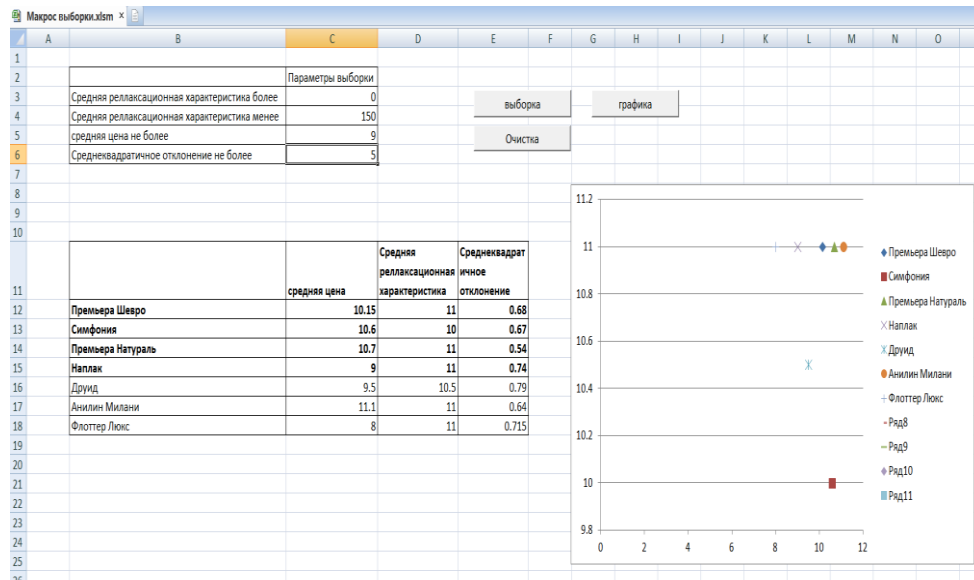 Макрос выборки.xlsm ×
A B C D E F G H I J K L M N O
1
2 Параметры выборки
3 Средняя реллаксационная характеристика более 0
4 Средняя реллаксационная характеристика менее 150
5 средняя цена не более 9
6 Среднеквадратичное отклонение не более 5
выборка графика
Очистка
7
8
9
10
11 средняя цена Средняя реллаксационная характеристика Среднеквадрат ичное отклонение
12 Премьера Шевро 10.15 11 0.68
13 Симфония 10.6 10 0.67
14 Премьера Натураль 10.7 11 0.54
15 Наплак 9 11 0.74
16 Друид 9.5 10.5 0.79
17 Анилин Милани 11.1 11 0.64
18 Флоттер Люкс 8 11 0.715
19
20
21
22
23
24
25
26
11.2
11
10.8
10.6
10.4
10.2
10
9.8
0 2 4 6 8 10 12
Премьера Шевро
Симфония
Премьера Натураль
Наплак
Друид
Анилин Милани
Флоттер Люкс
Ряд8
Ряд9
Ряд10
Ряд11